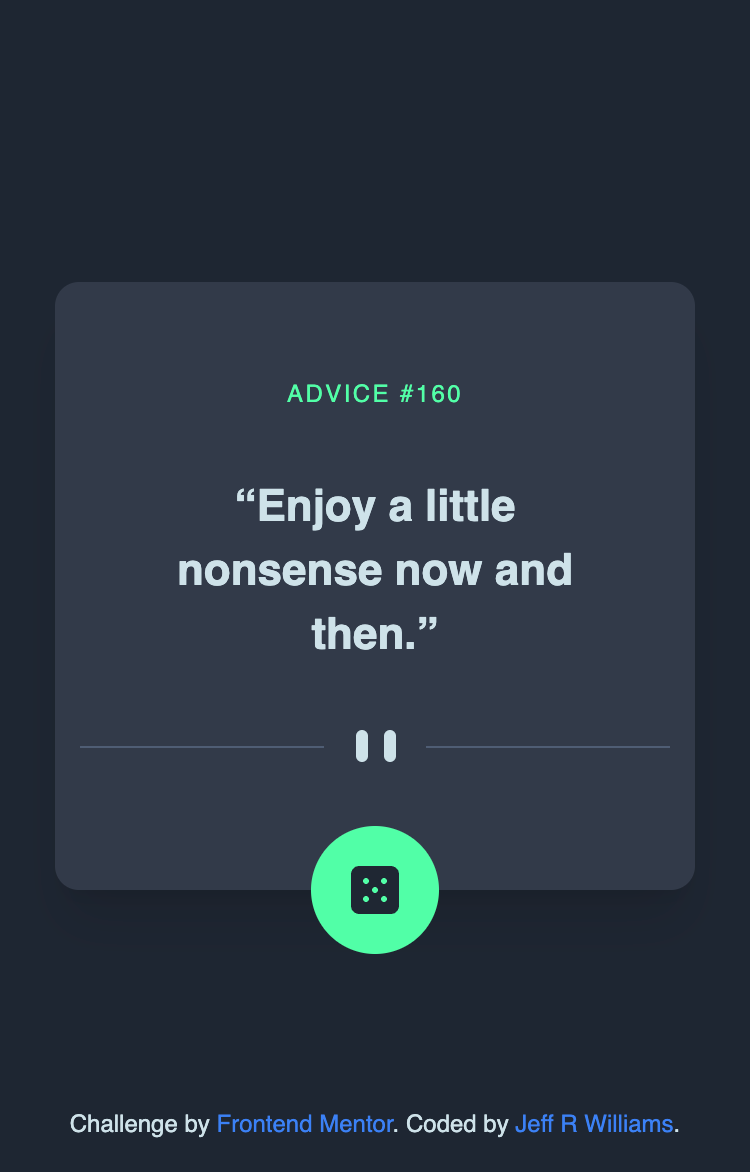 ADVICE #160
“Enjoy a little
nonsense now and
then.”
Challenge by Frontend Mentor. Coded by Jeff R Williams.